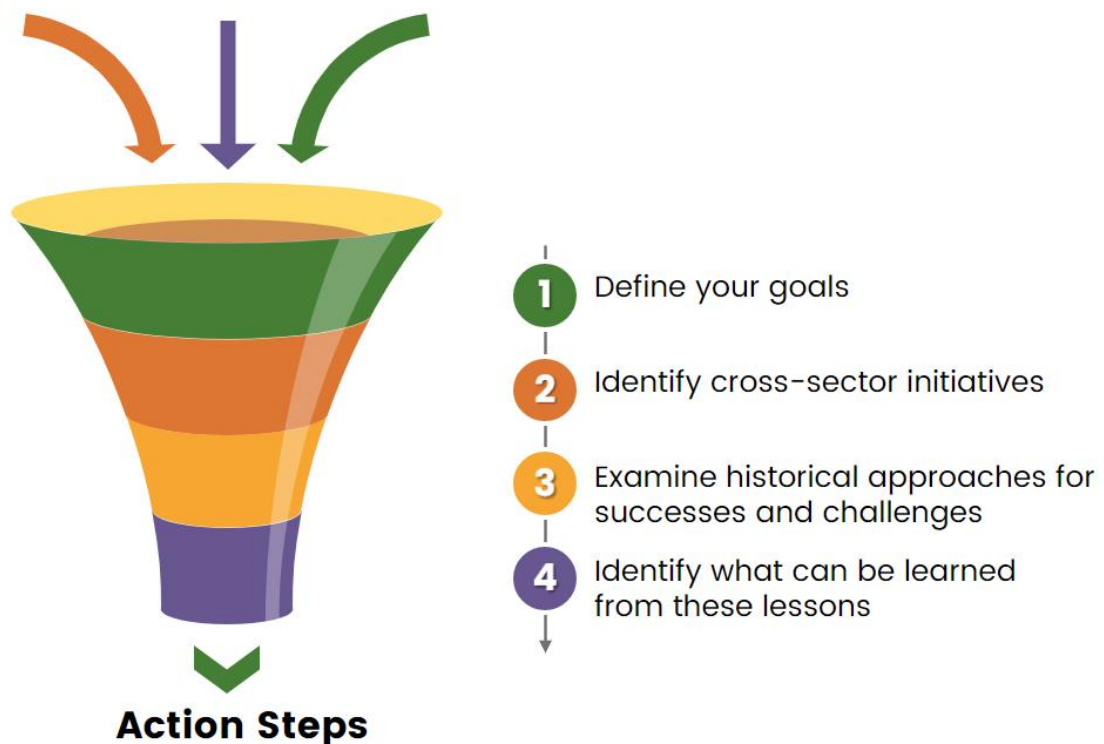 1 Define your goals
2 Identify cross-sector initiatives
3 Examine historical approaches for
successes and challenges
4 Identify what can be learned
from these lessons
Action Steps